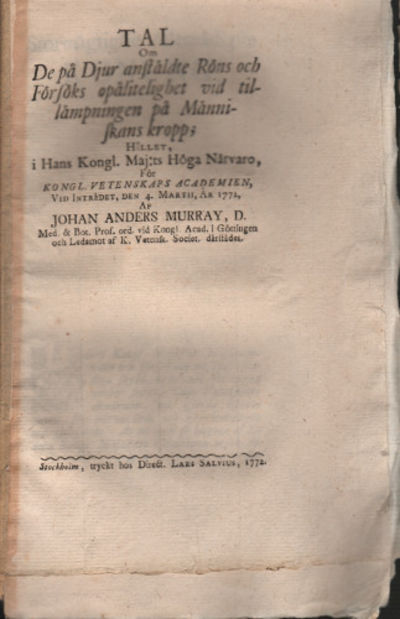 TAL
Om
De på Djur anstäldte Röns och
Försöks opålitelighet vid til-
lämpningen på Männi-
skans kropp;
Hållet,
i Hans Kongl. Maj:ts Höga Närvaro,
För
KONGL. VETENSKAPS ACADEMIEN,
Vid Inträdet, den 4. Martii, År 1772,
AF
JOHAN ANDERS MURRAY, D.
Med. & Bot. Prof. ord. vid Kongl. Acad. i Göttingen
och Ledamot af K. Vetensk. Societ. därstädes.
Stockholm, tryckt hos Direct. Lars Salvius, 1772.